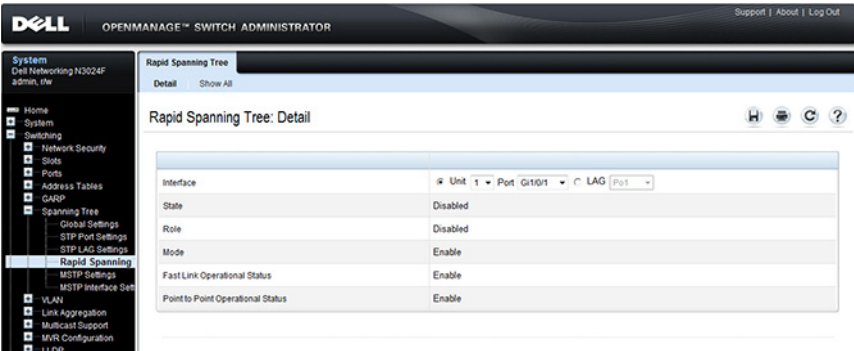 Support | About | Log Out
DELL OPENMANAGE™ SWITCH ADMINISTRATOR
System
Dell Networking N3024F
admin, r/w
Home
System
Switching
Network Security
Slots
Ports
Address Tables
GARP
Spanning Tree
Global Settings
STP Port Settings
STP LAG Settings
Rapid Spanning
MSTP Settings
MSTP Interface Sett
VLAN
Link Aggregation
Multicast Support
MVR Configuration
LLDP
Rapid Spanning Tree
Detail Show All
Rapid Spanning Tree: Detail
Interface Unit 1 Port Gi1/0/1 LAG Po1
State Disabled
Role Disabled
Mode Enable
Fast Link Operational Status Enable
Point to Point Operational Status Enable